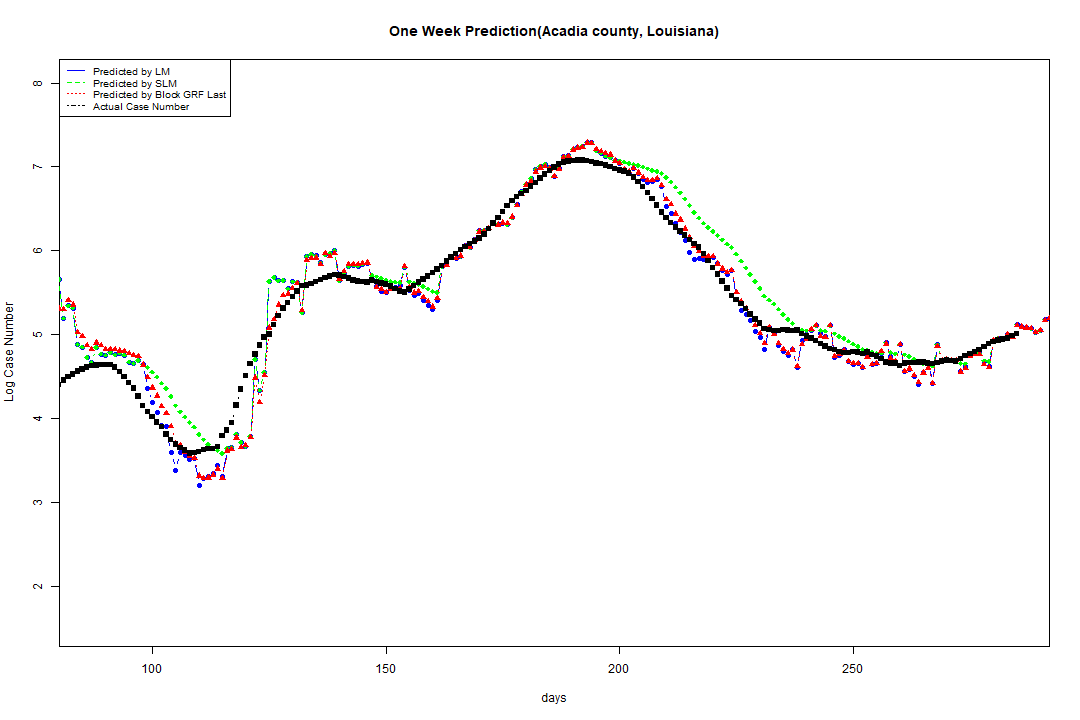 One Week Prediction(Acadia county, Louisiana)
Predicted by LM
Predicted by SLM
Predicted by Block GRF Last
Actual Case Number
8
7
6
5
4
3
2
Log Case Number
100 150 200 250
days